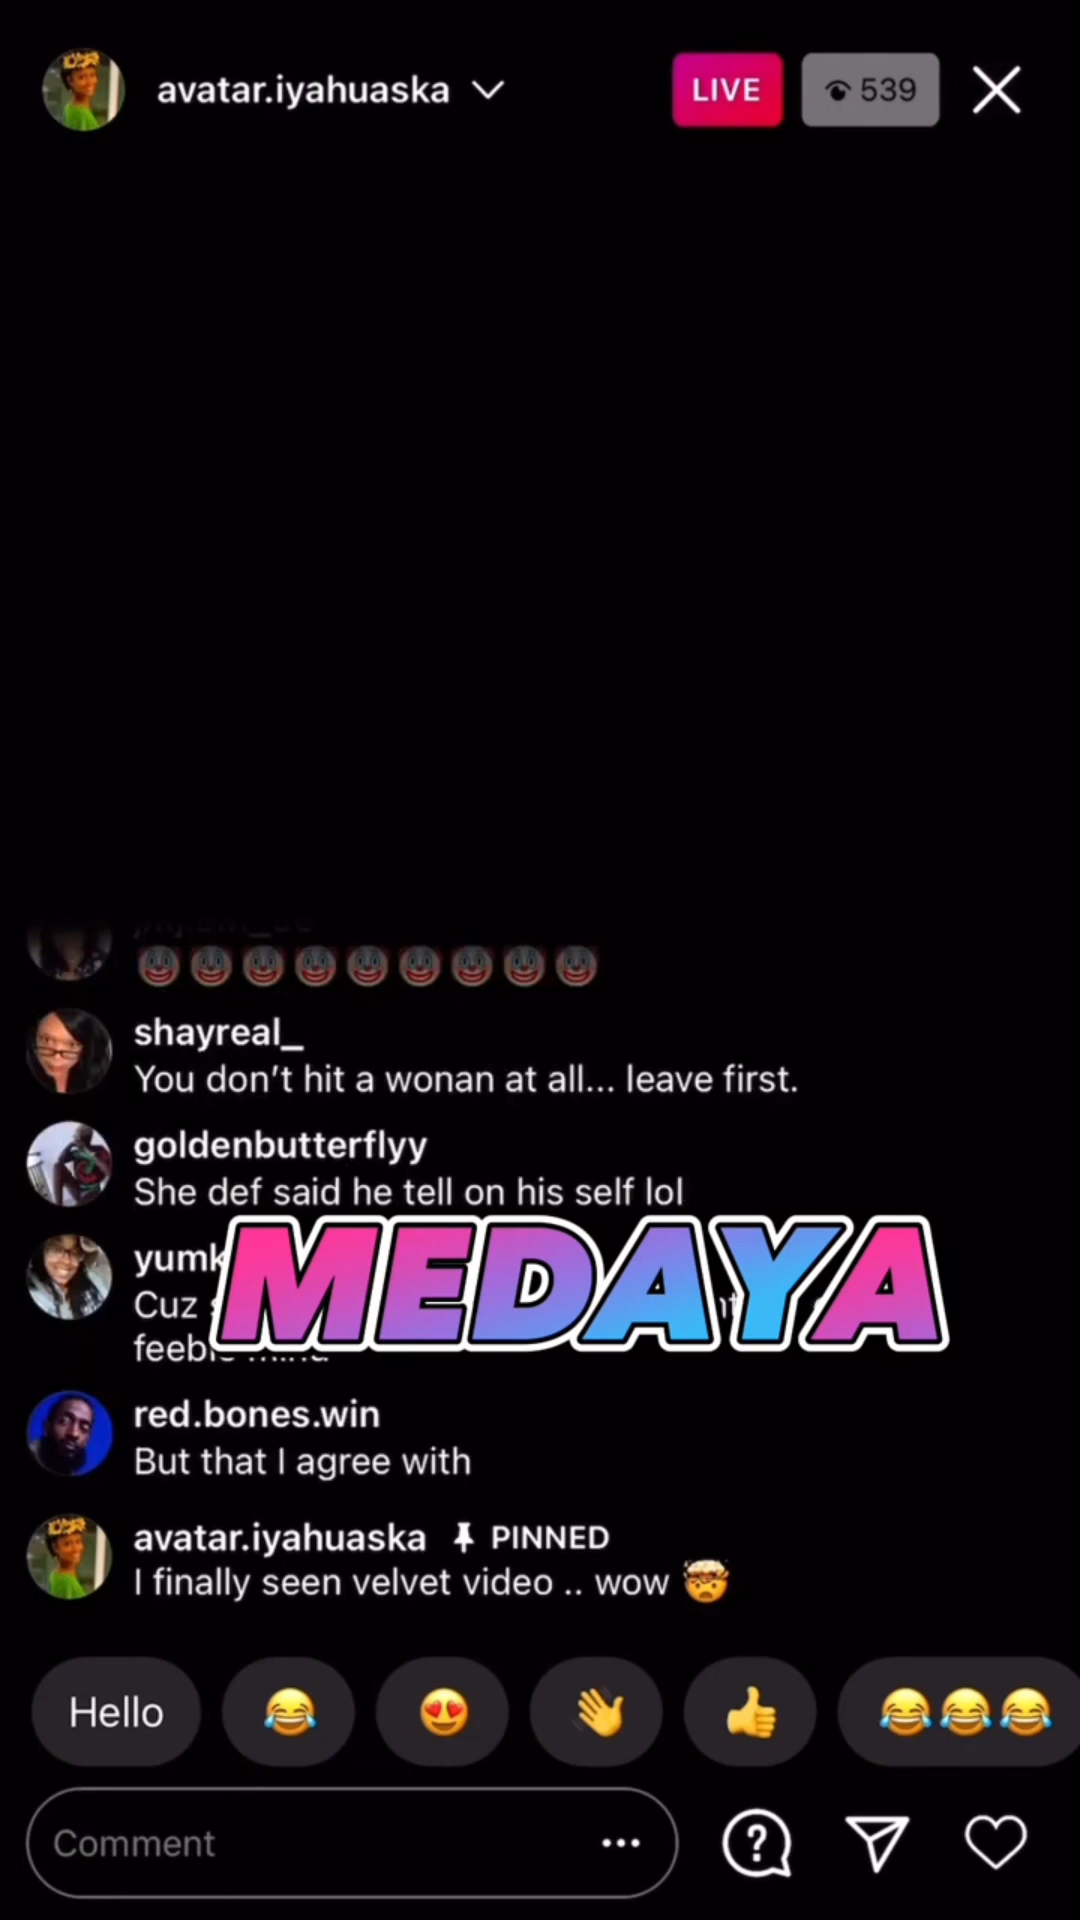 avatar.iyahuaska
LIVE
539
🤡🤡🤡🤡🤡🤡🤡🤡🤡
shayreal_
You don't hit a wonan at all... leave first.
goldenbutterflyy
She def said he tell on his self lol
MEDAYA
Cuz
red.bones.win
But that I agree with
avatar.iyahuaska PINNED
I finally seen velvet video .. wow 🤯
Hello 😂 😍 👋 👍 😂😂😂
Comment ...